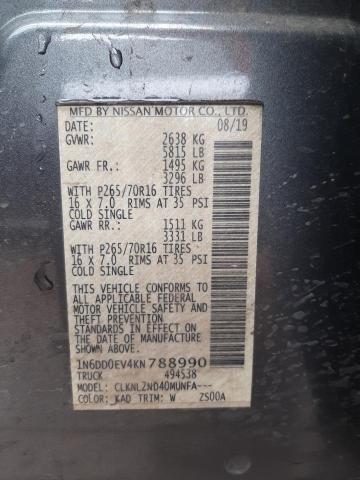 MFD BY NISSAN MOTOR CO., LTD.
DATE: 08/19
GVWR: 2638 KG
5815 LB
GAWR FR.: 1495 KG
3296 LB
WITH P265/70R16 TIRES
16 X 7.0 RIMS AT 35 PSI
COLD SINGLE
GAWR RR.: 1511 KG
3331 LB
WITH P265/70R16 TIRES
16 X 7.0 RIMS AT 35 PSI
COLD SINGLE
THIS VEHICLE CONFORMS TO
ALL APPLICABLE FEDERAL
MOTOR VEHICLE SAFETY AND
THEFT PREVENTION
STANDARDS IN EFFECT ON
THE DATE OF MANUFACTURE
SHOWN ABOVE.
1N6DD0EV4KN788990
TRUCK 494538
MODEL: CLKNLZND40MUNFA---
COLOR: KAD TRIM: W ZS00A